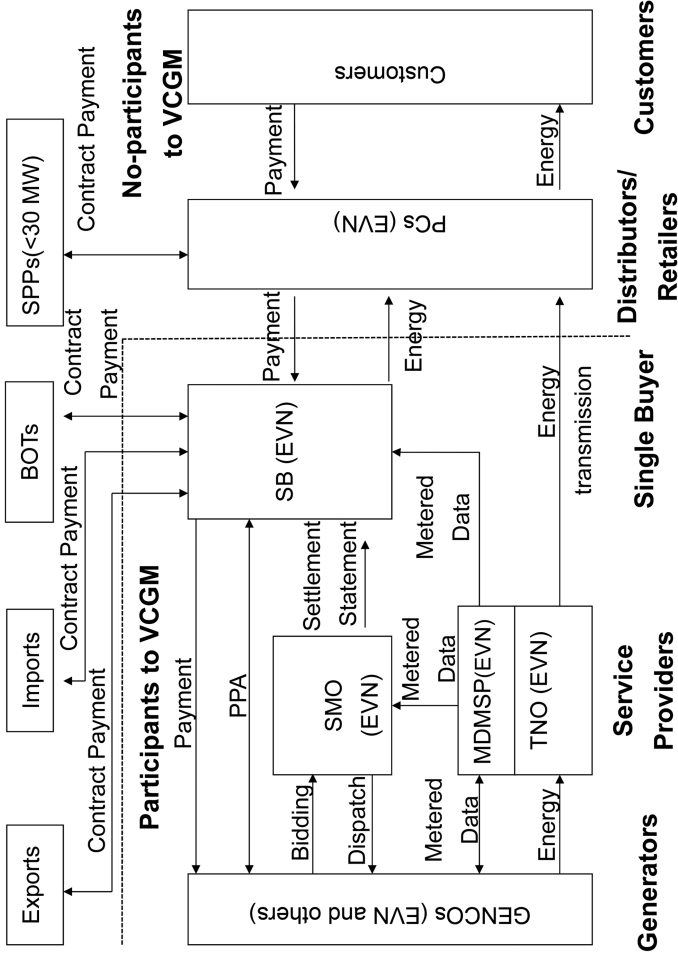 Exports
Imports
BOTs
SPPs(<30 MW)
Contract Payment
Contract Payment
Contract
Payment
Contract Payment
Participants to VCGM
No-participants
to VCGM
GENCOs (EVN and others)
Payment
PPA
Bidding
Dispatch
Metered
Data
Energy
SMO
(EVN)
MDMSP(EVN)
TNO (EVN)
Settlement
Statement
Metered
Data
Metered
Data
SB (EVN)
Payment
Energy
Energy
transmission
PCs (EVN)
Payment
Energy
Customers
Generators
Service
Providers
Single Buyer
Distributors/
Retailers
Customers